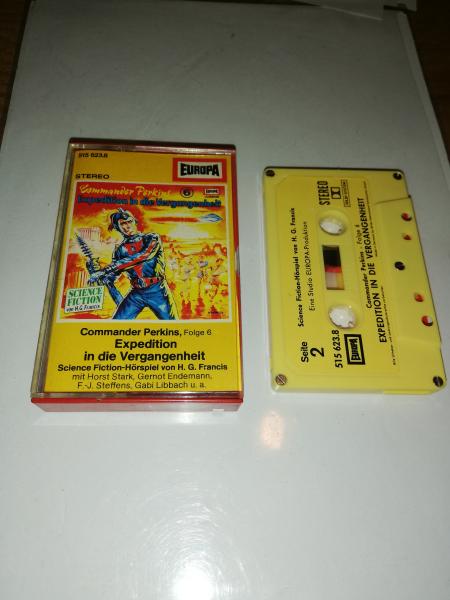 515 623.8
EUROPA
STEREO
Commander Perkins 6
Expedition in die Vergangenheit
SCIENCE
FICTION
von H.G. Francis
Commander Perkins, Folge 6
Expedition
in die Vergangenheit
Science Fiction-Hörspiel von H. G. Francis
mit Horst Stark, Gernot Endemann,
F.-J. Steffens, Gabi Libbach u. a.
Science Fiction-Hörspiel von H. G. Francis
Eine Studio EUROPA-Produktion
STEREO
Seite
2
515 623.8
EUROPA
Commander Perkins - Folge 6
EXPEDITION IN DIE VERGANGENHEIT